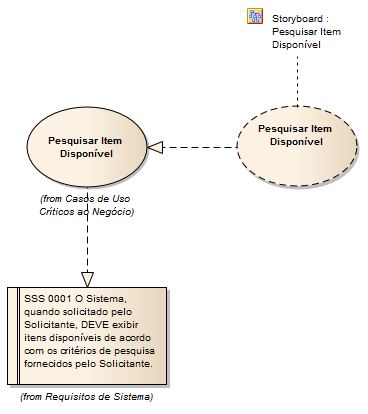 Storyboard :
Pesquisar Item
Disponível
Pesquisar Item
Disponível
Pesquisar Item
Disponível
(from Casos de Uso
Críticos ao Negócio)
SSS 0001 O Sistema,
quando solicitado pelo
Solicitante, DEVE exibir
itens disponíveis de acordo
com os critérios de pesquisa
fornecidos pelo Solicitante.
(from Requisitos de Sistema)